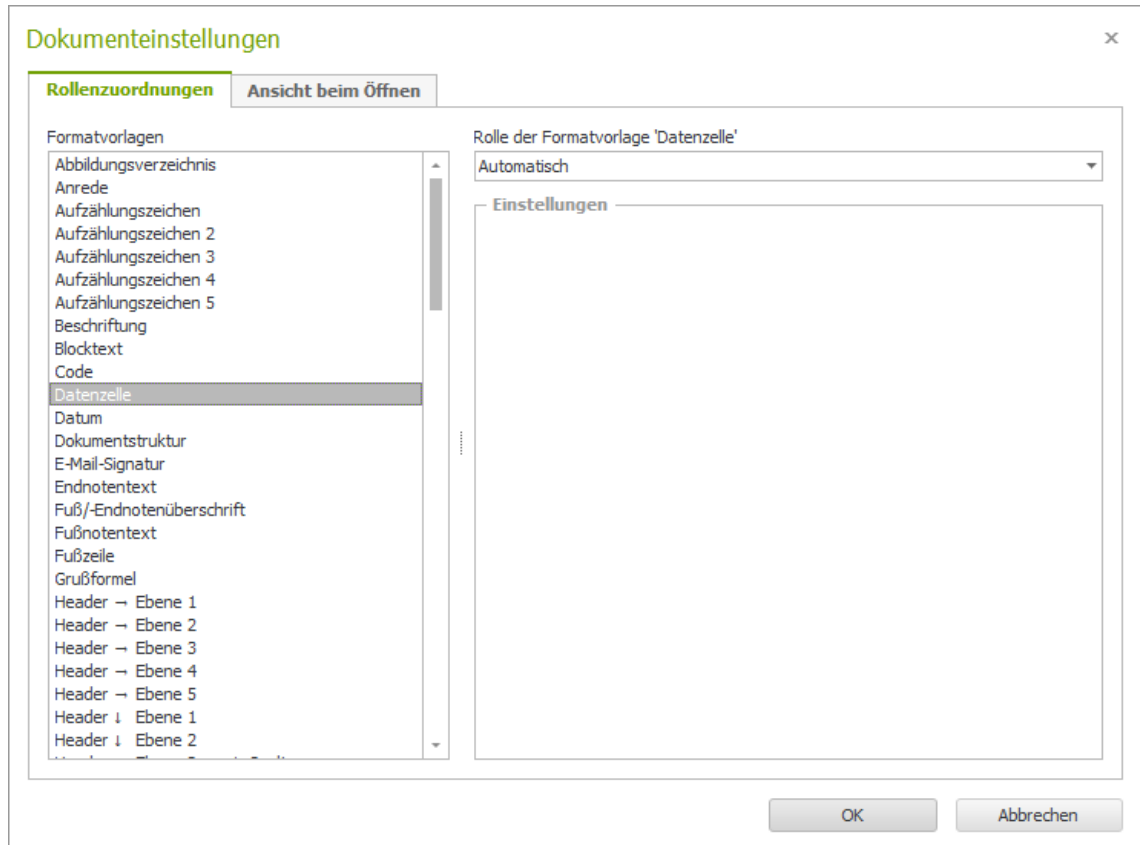 Dokumenteinstellungen
Rollenzuordnungen
Ansicht beim Öffnen
Formatvorlagen
Abbildungsverzeichnis
Anrede
Aufzählungszeichen
Aufzählungszeichen 2
Aufzählungszeichen 3
Aufzählungszeichen 4
Aufzählungszeichen 5
Beschriftung
Blocktext
Code
Datenzelle
Datum
Dokumentstruktur
E-Mail-Signatur
Endnotentext
Fuß/-Endnotenüberschrift
Fußnotentext
Fußzeile
Grußformel
Header → Ebene 1
Header → Ebene 2
Header → Ebene 3
Header → Ebene 4
Header → Ebene 5
Header ↓ Ebene 1
Header ↓ Ebene 2
Rolle der Formatvorlage 'Datenzelle'
Automatisch
Einstellungen
OK
Abbrechen